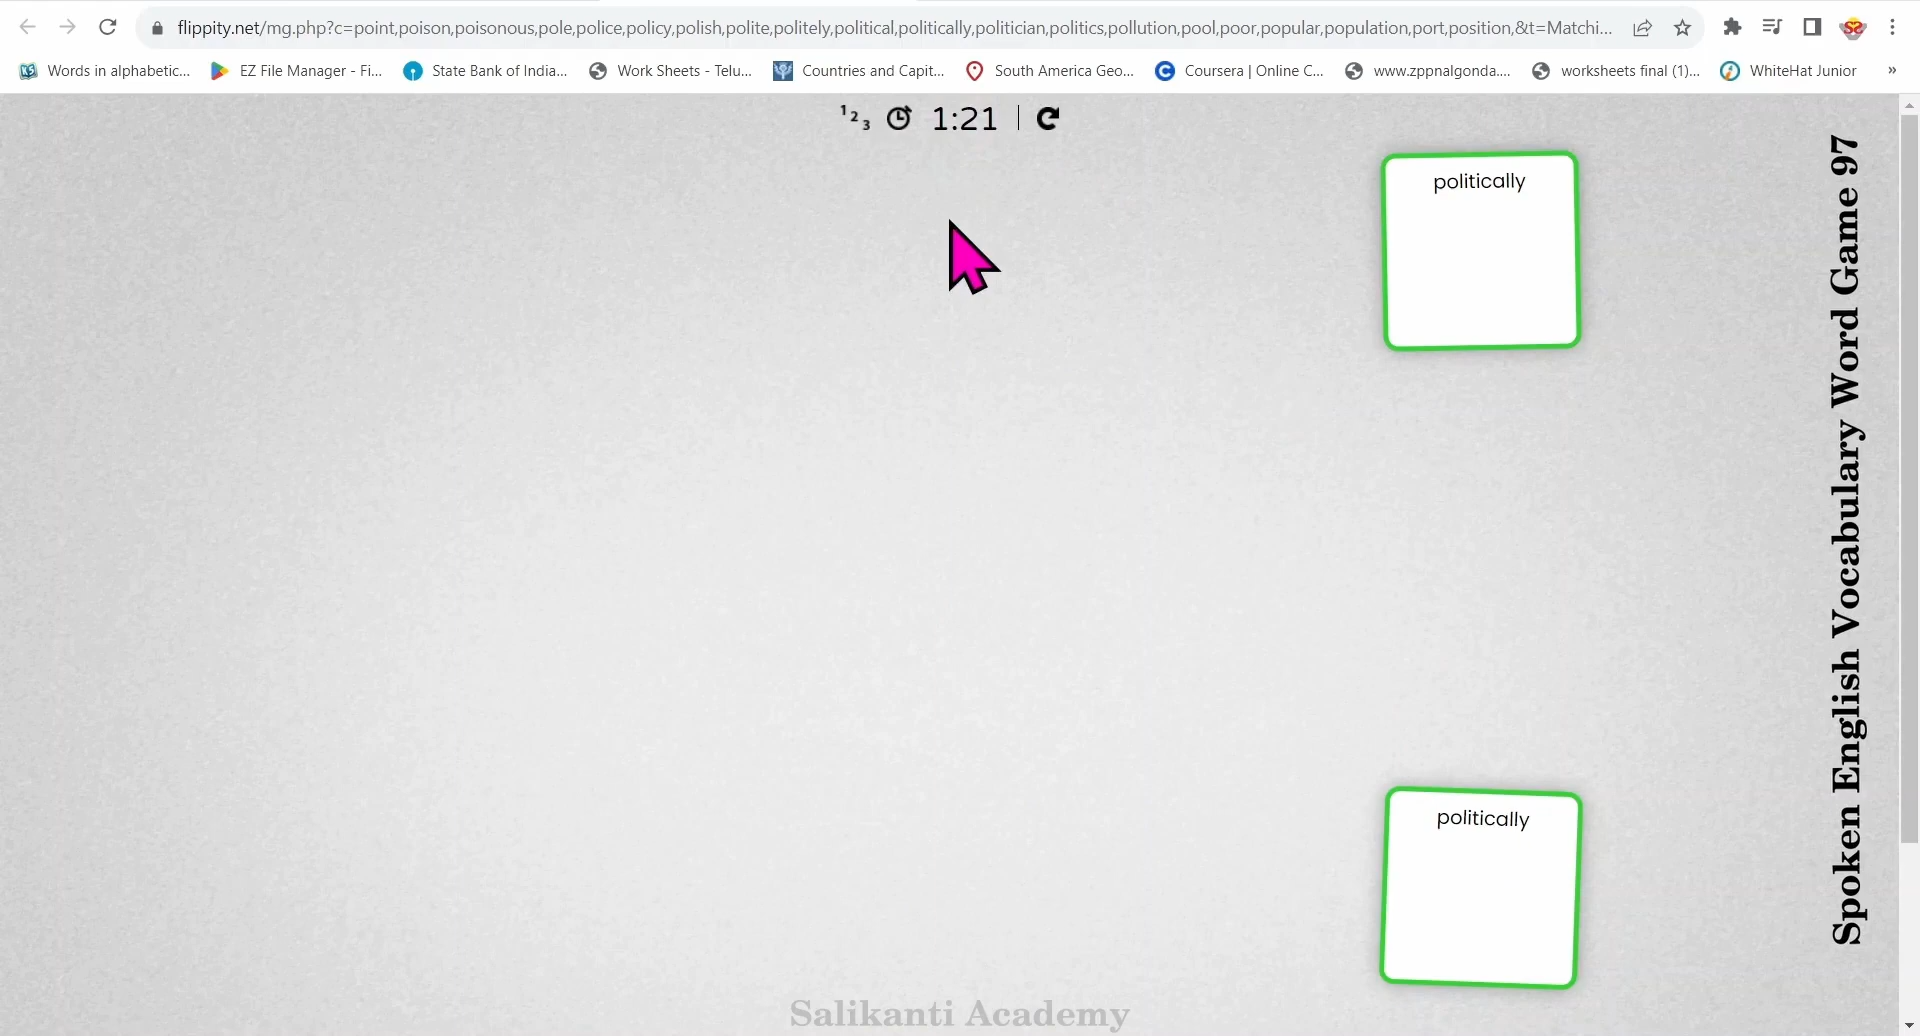 flippity.net/mg.php?c=point,poison,poisonous,pole,police,policy,polish,polite,politely,political,politically,politician,politics,pollution,pool,poor,popular,population,port,position,&t=Matchi...
Words in alphabetic...
EZ File Manager - Fi...
State Bank of India...
Work Sheets - Telu...
Countries and Capit...
South America Geo...
Coursera | Online C...
www.zppnalgonda....
worksheets final (1)...
WhiteHat Junior
»
1 2 3
1:21
politically
Spoken English Vocabulary Word Game 97
politically
Salikanti Academy